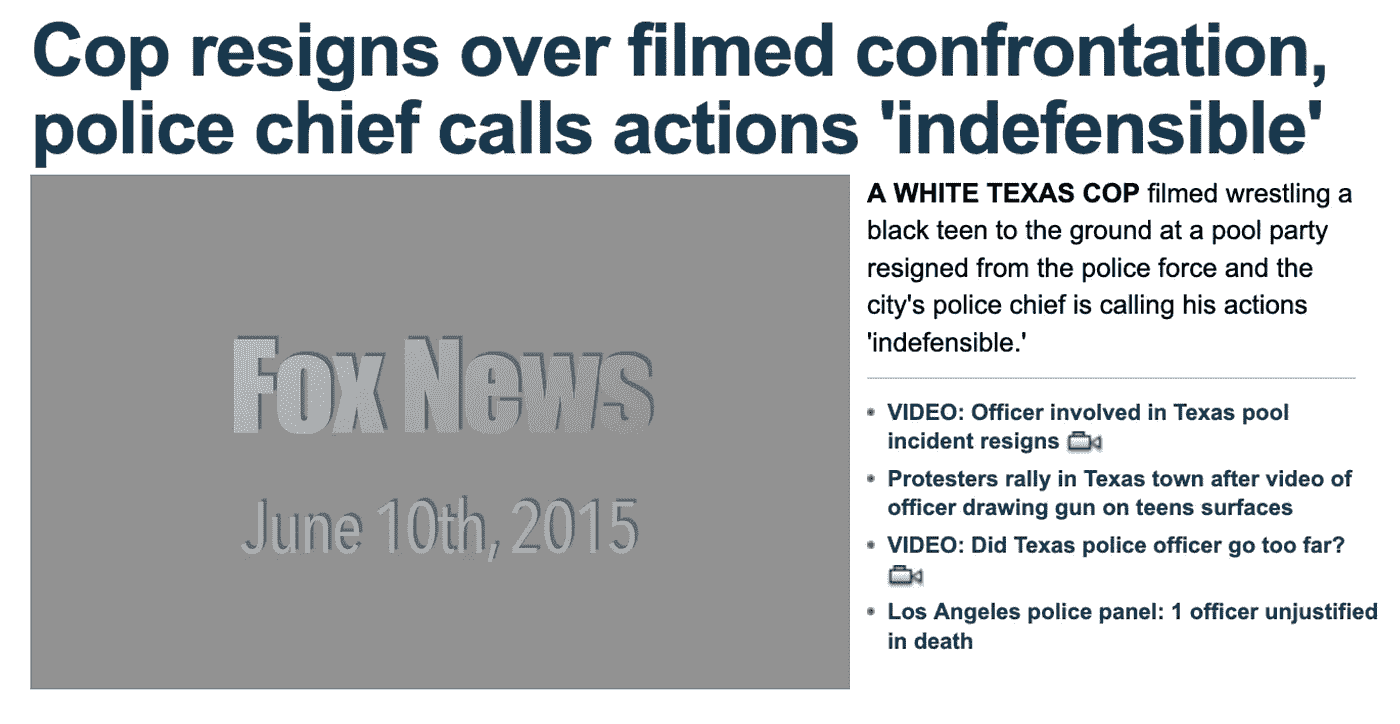 Cop resigns over filmed confrontation,
police chief calls actions 'indefensible'
Fox News
June 10th, 2015
A WHITE TEXAS COP filmed wrestling a
black teen to the ground at a pool party
resigned from the police force and the
city's police chief is calling his actions
'indefensible.'
• VIDEO: Officer involved in Texas pool
incident resigns
• Protesters rally in Texas town after video of
officer drawing gun on teens surfaces
• VIDEO: Did Texas police officer go too far?
• Los Angeles police panel: 1 officer unjustified
in death